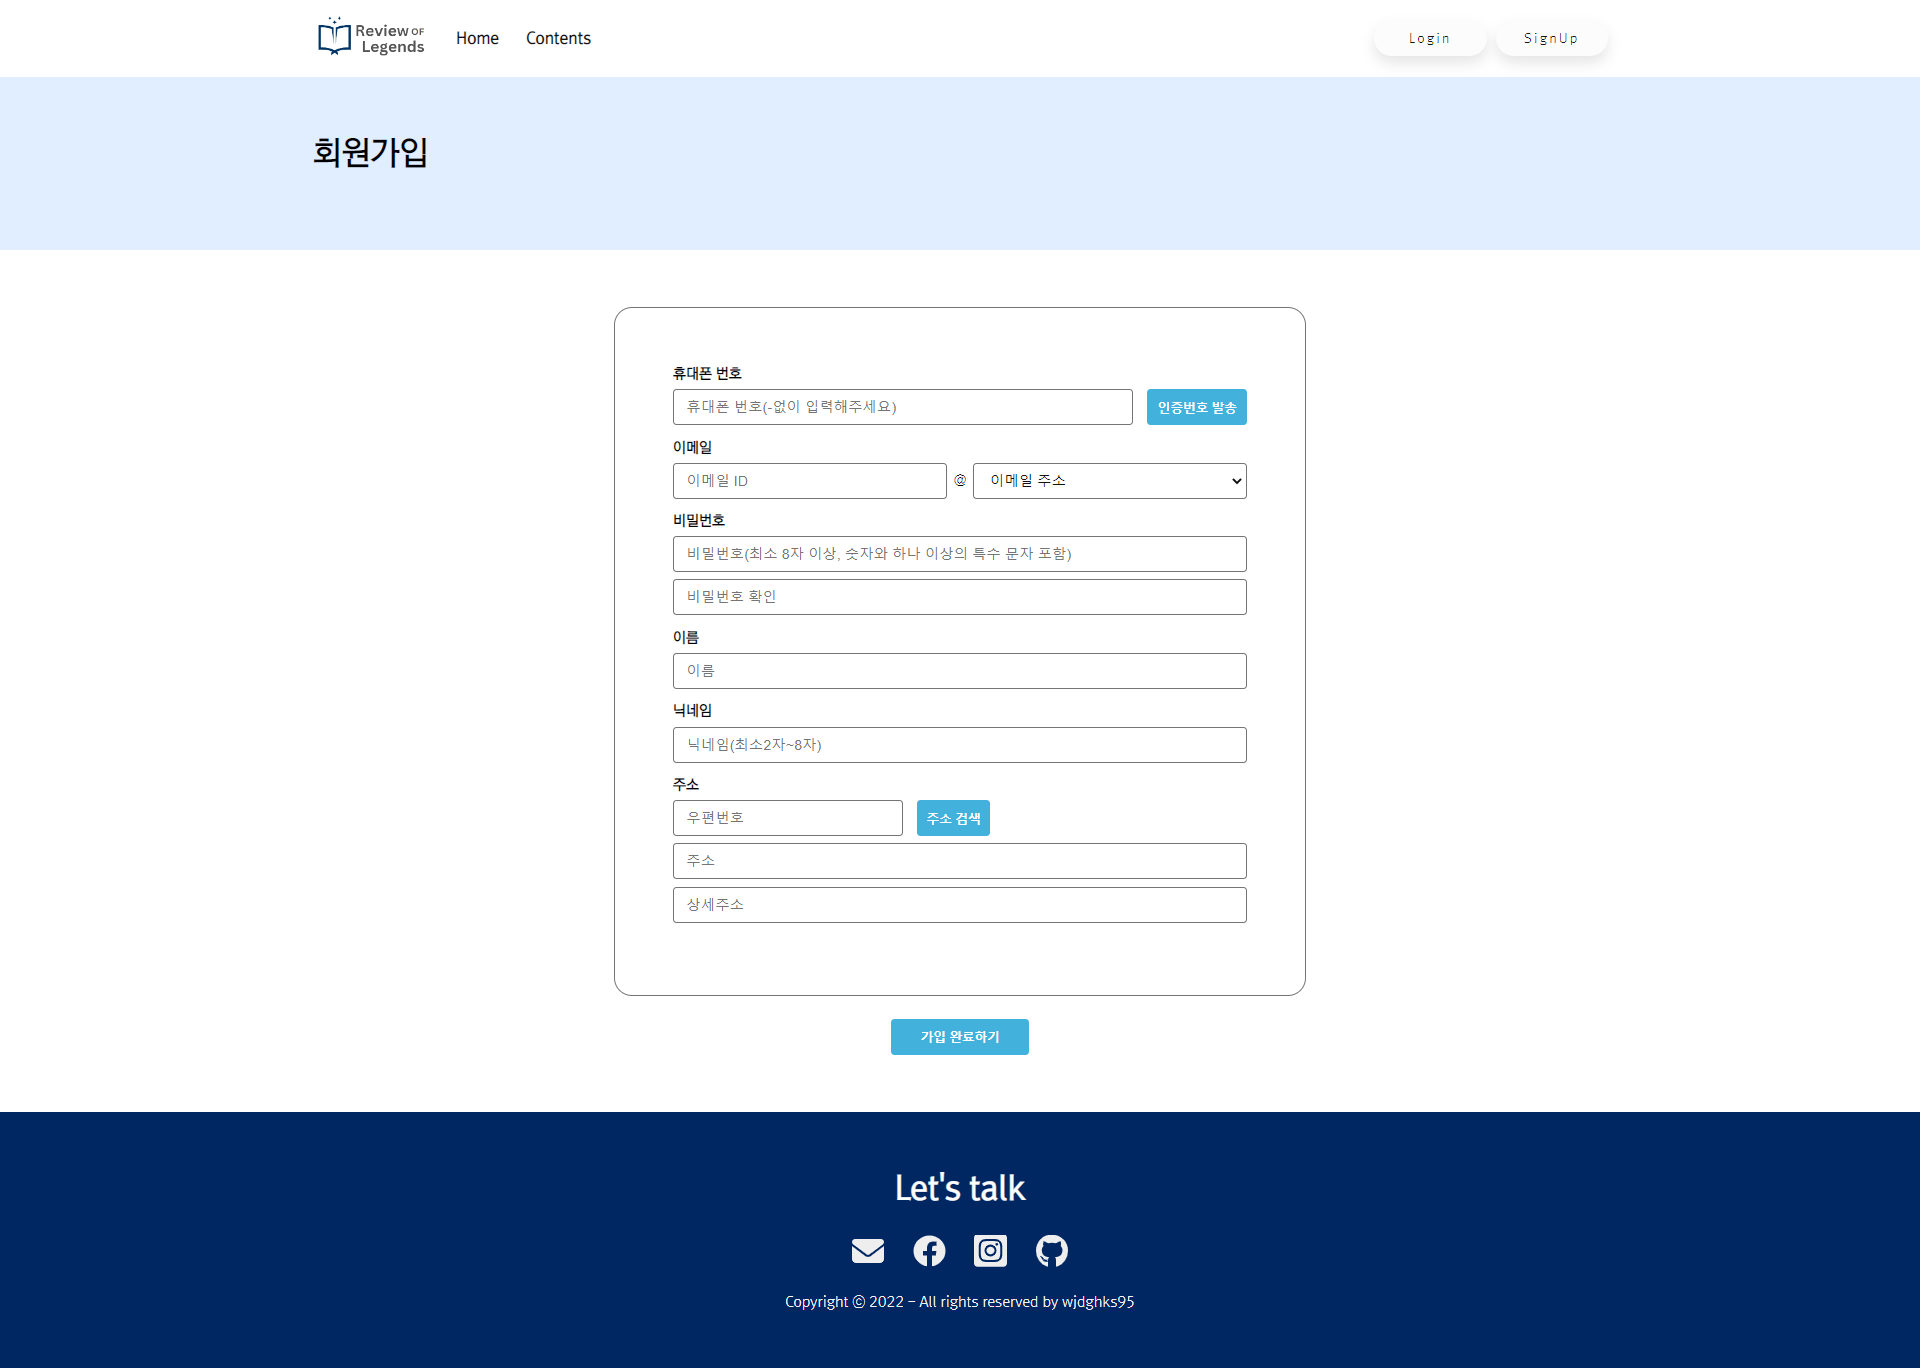 Review OF
Legends
Home
Contents
Login
SignUp
회원가입
휴대폰 번호
휴대폰 번호(-없이 입력해주세요)
인증번호 발송
이메일
이메일 ID
@
이메일 주소
비밀번호
비밀번호(최소 8자 이상, 숫자와 하나 이상의 특수 문자 포함)
비밀번호 확인
이름
이름
닉네임
닉네임(최소2자~8자)
주소
우편번호
주소 검색
주소
상세주소
가입 완료하기
Let's talk
Copyright ⓒ 2022 – All rights reserved by wjdghks95